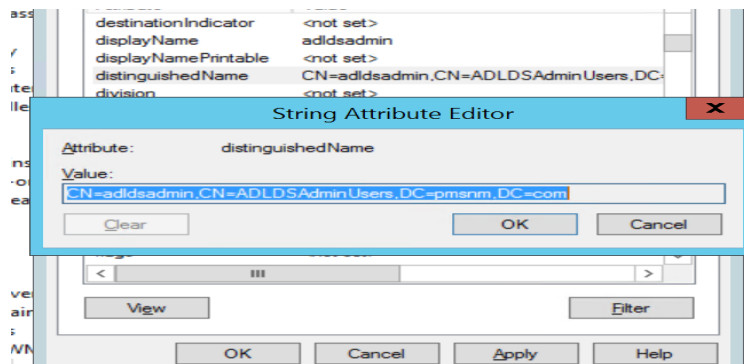 destinationIndicator <not set>
displayName adldsadmin
displayNamePrintable <not set>
distinguishedName CN=adldsadmin,CN=ADLDSAdminUsers,DC=
division <not set>
String Attribute Editor
x
Attribute: distinguishedName
Value:
CN=adldsadmin,CN=ADLDSAdminUsers,DC=pmsnm,DC=com
Clear OK Cancel
View Filter
OK Cancel Apply Help